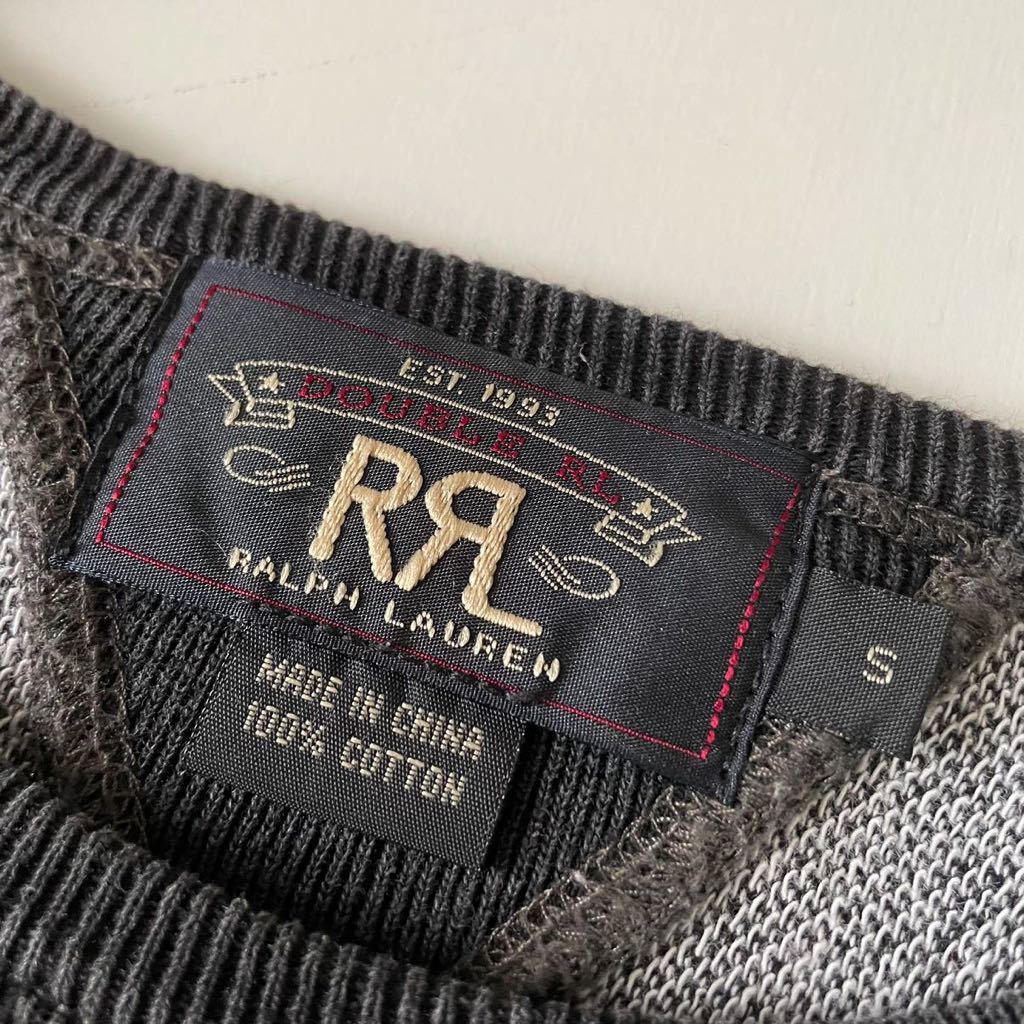 EST 1993
DOUBLE RL
RRL
RALPH LAUREN
S
MADE IN CHINA
100% COTTON